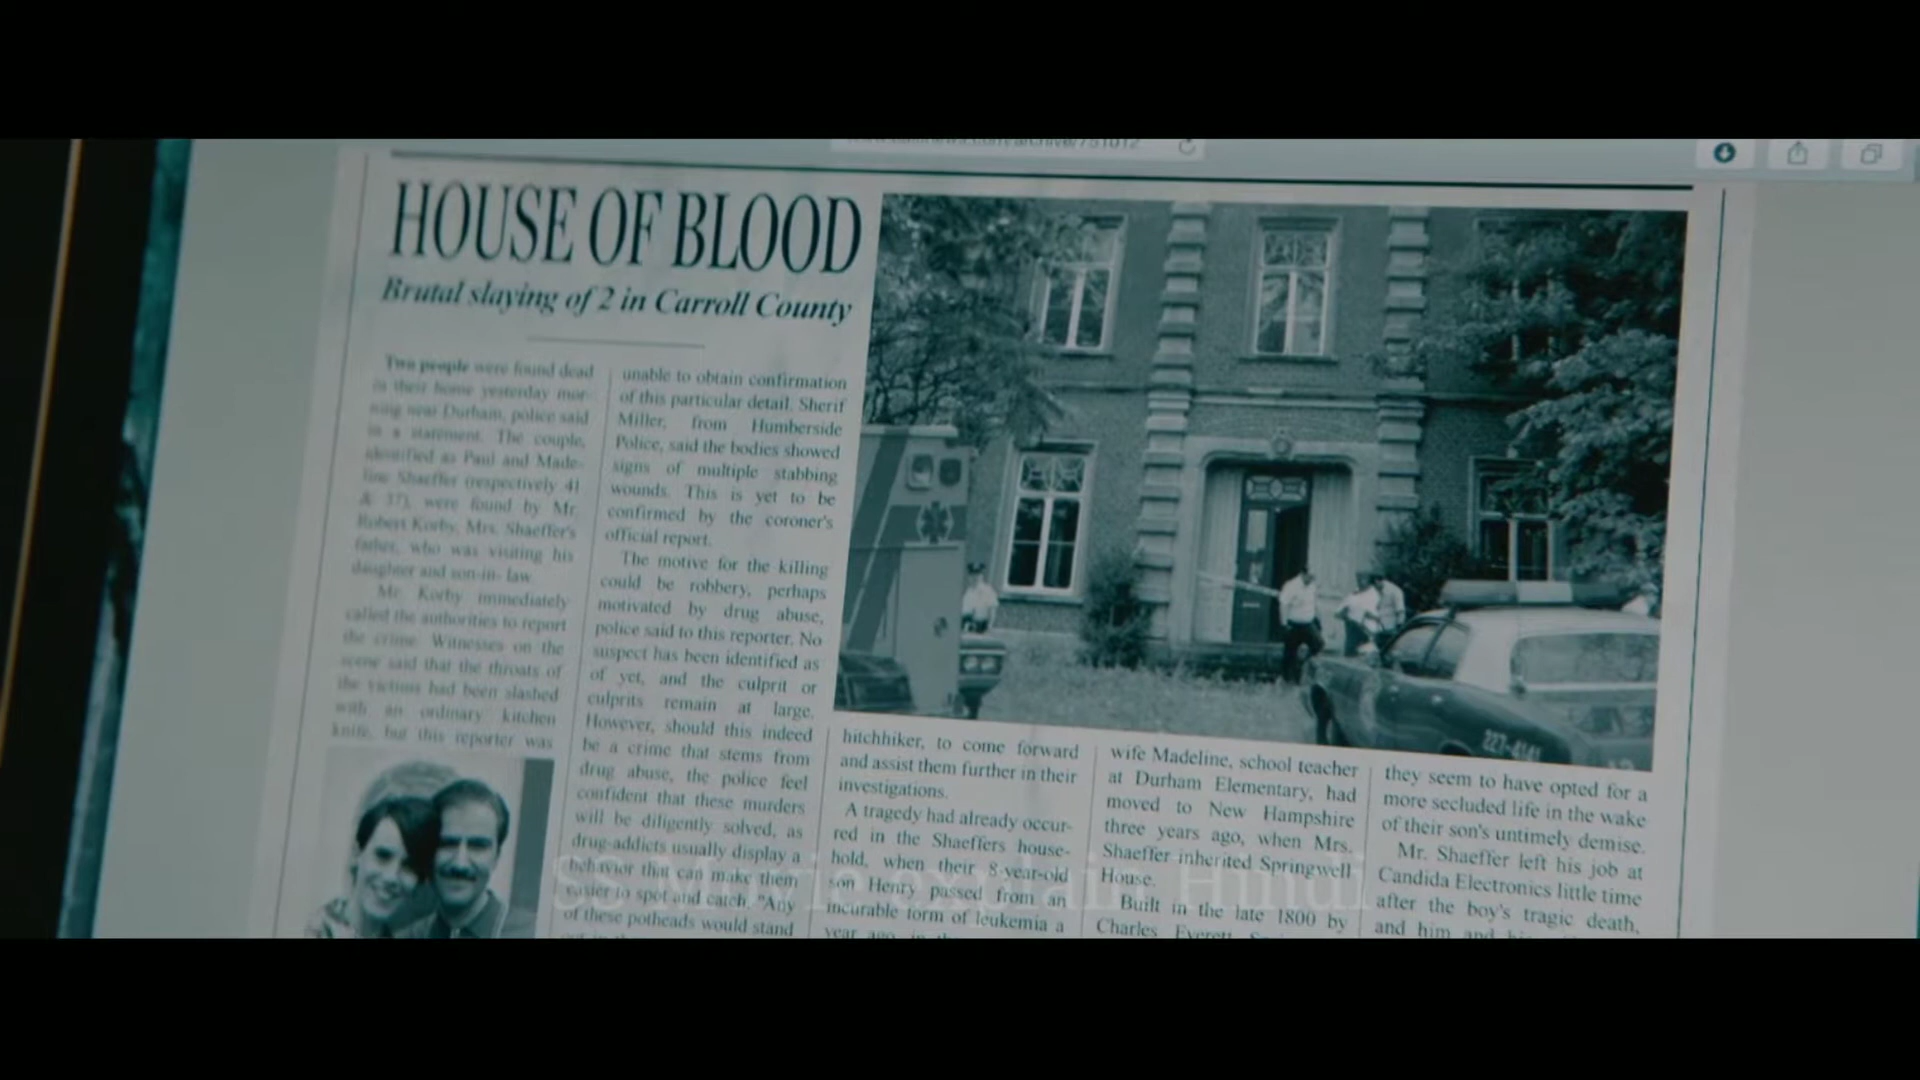 HOUSE OF BLOOD
Brutal slaying of 2 in Carroll County
Two people were found dead
in their home yesterday mor-
ning near Durham, police said
in a statement. The couple,
identified as Paul and Made-
line Shaeffer (respectively 41
& 37), were found by Mr.
Robert Korby, Mrs. Shaeffer's
father, who was visiting his
daughter and son-in- law.
Mr. Korby immediately
called the authorities to report
the crime. Witnesses on the
scene said that the throats of
the victims had been slashed
with an ordinary kitchen
knife, but this reporter was
unable to obtain confirmation
of this particular detail. Sherif
Miller, from Humberside
Police, said the bodies showed
signs of multiple stabbing
wounds. This is yet to be
confirmed by the coroner's
official report.
The motive for the killing
could be robbery, perhaps
motivated by drug abuse,
police said to this reporter. No
suspect has been identified as
of yet, and the culprit or
culprits remain at large.
However, should this indeed
be a crime that stems from
drug abuse, the police feel
confident that these murders
will be diligently solved, as
drug-addicts usually display a
behavior that can make them
easier to spot and catch. "Any
of these potheads would stand
hitchhiker, to come forward
and assist them further in their
investigations.
A tragedy had already occur-
red in the Shaeffers house-
hold, when their 8-year-old
son Henry passed from an
incurable form of leukemia a
year ago, in
wife Madeline, school teacher
at Durham Elementary, had
moved to New Hampshire
three years ago, when Mrs.
Shaeffer inherited Springwell
House.
Built in the late 1800 by
Charles Everett
they seem to have opted for a
more secluded life in the wake
of their son's untimely demise.
Mr. Shaeffer left his job at
Candida Electronics little time
after the boy's tragic death,
and him and
227-4141
ss Movie explain Hindi